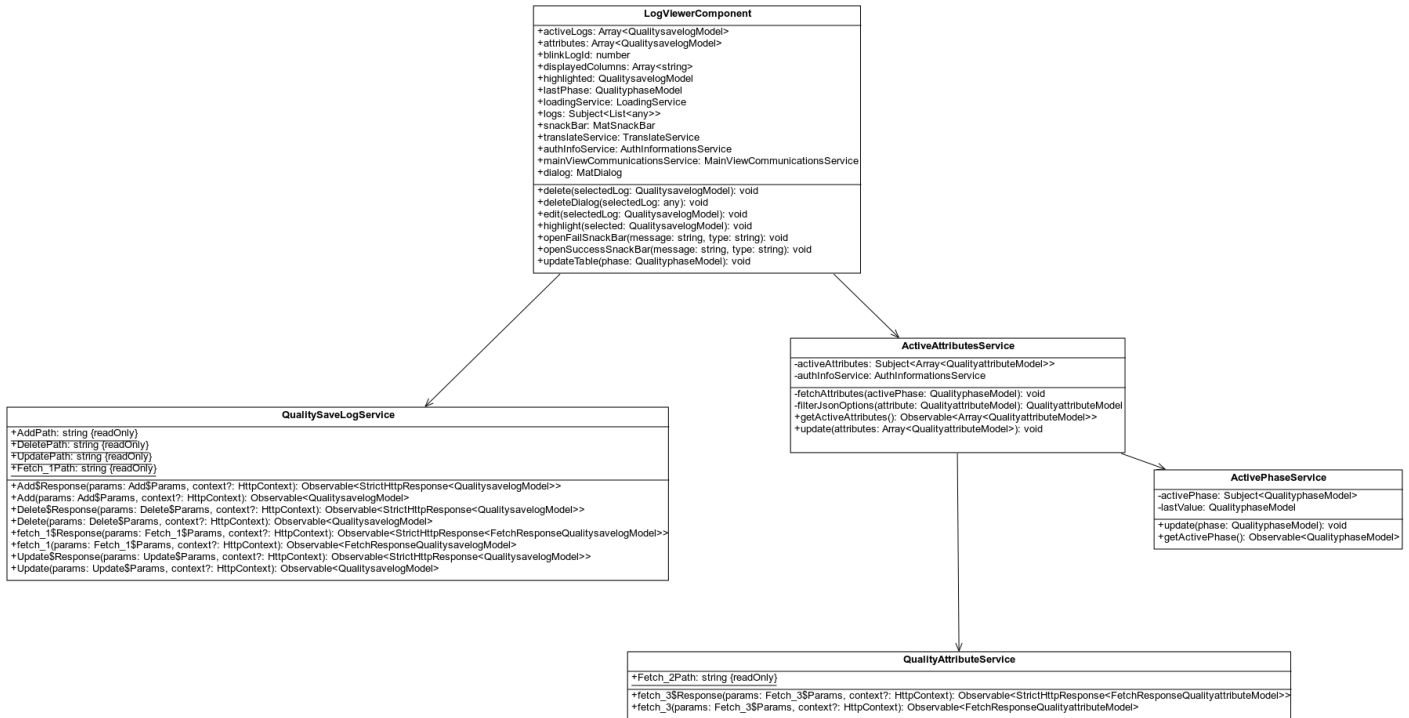 LogViewerComponent
+activeLogs: Array<QualitysavelogModel>
+attributes: Array<QualitysavelogModel>
+blinkLogId: number
+displayedColumns: Array<string>
+highlighted: QualitysavelogModel
+lastPhase: QualityphaseModel
+loadingService: LoadingService
+logs: Subject<List<any>>
+snackBar: MatSnackBar
+translateService: TranslateService
+authInfoService: AuthInformationsService
+mainViewCommunicationsService: MainViewCommunicationsService
+dialog: MatDialog
+delete(selectedLog: QualitysavelogModel): void
+deleteDialog(selectedLog: any): void
+edit(selectedLog: QualitysavelogModel): void
+highlight(selected: QualitysavelogModel): void
+openFailSnackBar(message: string, type: string): void
+openSuccessSnackBar(message: string, type: string): void
+updateTable(phase: QualityphaseModel): void
ActiveAttributesService
-activeAttributes: Subject<Array<QualityattributeModel>>
-authInfoService: AuthInformationsService
-fetchAttributes(activePhase: QualityphaseModel): void
-filterJsonOptions(attribute: QualityattributeModel): QualityattributeModel
+getActiveAttributes(): Observable<Array<QualityattributeModel>>
+update(attributes: Array<QualityattributeModel>): void
QualitySaveLogService
+AddPath: string {readOnly}
+DeletePath: string {readOnly}
+UpdatePath: string {readOnly}
+Fetch_1Path: string {readOnly}
+Add$Response(params: Add$Params, context?: HttpContext): Observable<StrictHttpResponse<QualitysavelogModel>>
+Add(params: Add$Params, context?: HttpContext): Observable<QualitysavelogModel>
+Delete$Response(params: Delete$Params, context?: HttpContext): Observable<StrictHttpResponse<QualitysavelogModel>>
+Delete(params: Delete$Params, context?: HttpContext): Observable<QualitysavelogModel>
+fetch_1$Response(params: Fetch_1$Params, context?: HttpContext): Observable<StrictHttpResponse<FetchResponseQualitysavelogModel>>
+fetch_1(params: Fetch_1$Params, context?: HttpContext): Observable<FetchResponseQualitysavelogModel>
+Update$Response(params: Update$Params, context?: HttpContext): Observable<StrictHttpResponse<QualitysavelogModel>>
+Update(params: Update$Params, context?: HttpContext): Observable<QualitysavelogModel>
ActivePhaseService
-activePhase: Subject<QualityphaseModel>
-lastValue: QualityphaseModel
+update(phase: QualityphaseModel): void
+getActivePhase(): Observable<QualityphaseModel>
QualityAttributeService
+Fetch_2Path: string {readOnly}
+fetch_3$Response(params: Fetch_3$Params, context?: HttpContext): Observable<StrictHttpResponse<FetchResponseQualityattributeModel>>
+fetch_3(params: Fetch_3$Params, context?: HttpContext): Observable<FetchResponseQualityattributeModel>